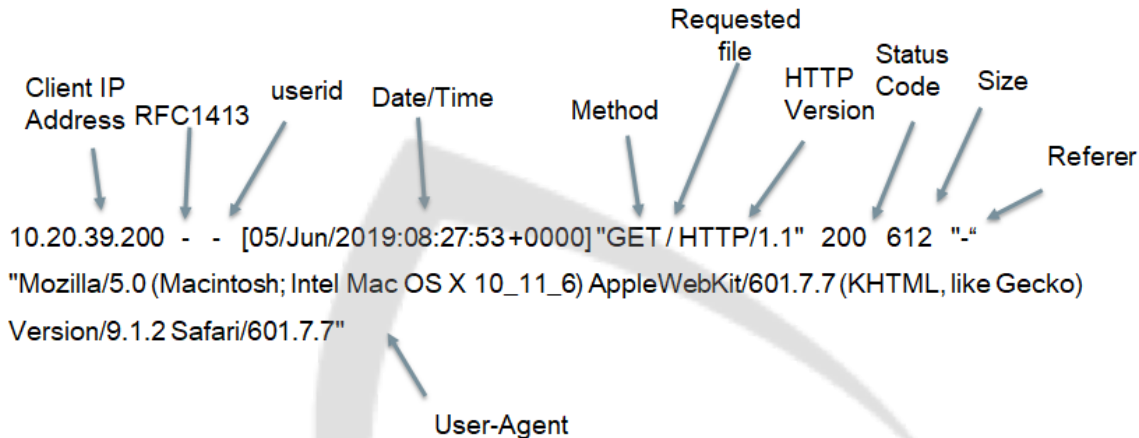 Requested
file
Status
Code
Client IP
Address
RFC1413
userid
Date/Time
Method
HTTP
Version
Size
Referer
10.20.39.200 - - [05/Jun/2019:08:27:53+0000] "GET / HTTP/1.1" 200 612 "-“
"Mozilla/5.0 (Macintosh; Intel Mac OS X 10_11_6) AppleWebKit/601.7.7 (KHTML, like Gecko)
Version/9.1.2 Safari/601.7.7"
User-Agent